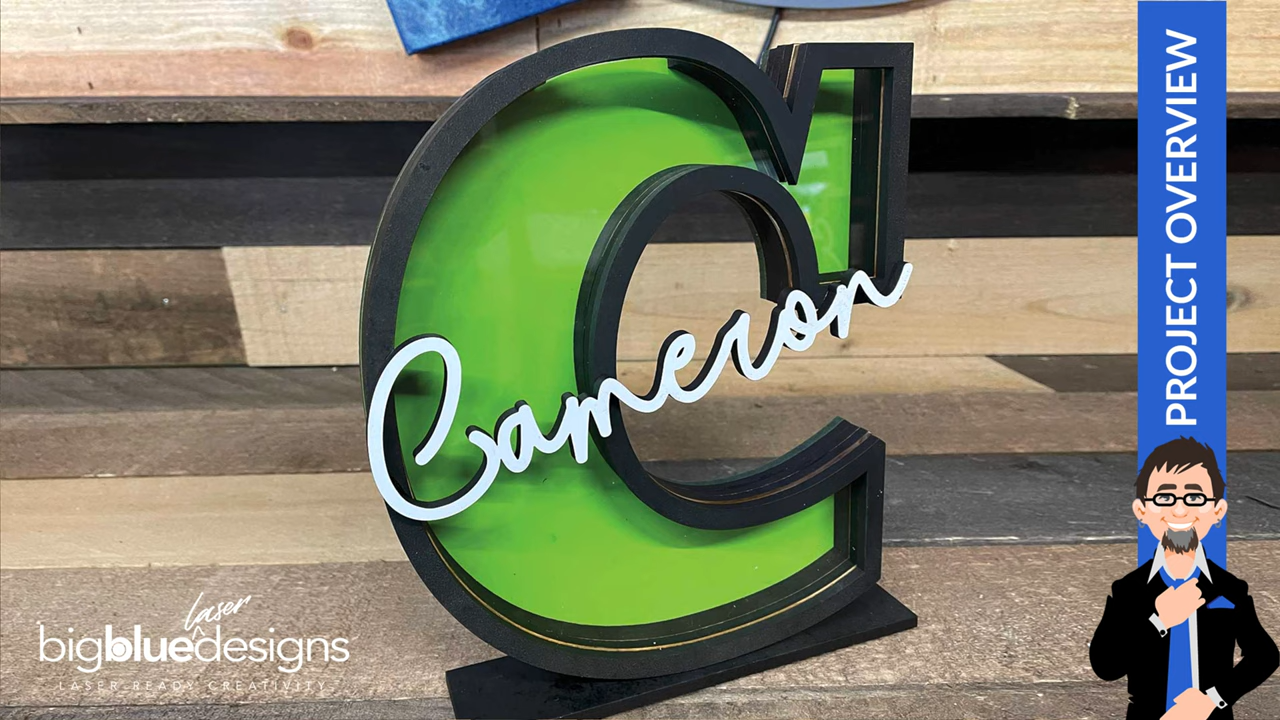 C
Cameron
PROJECT OVERVIEW
laser
bigbluedesigns
LASER READY CREATIVITY